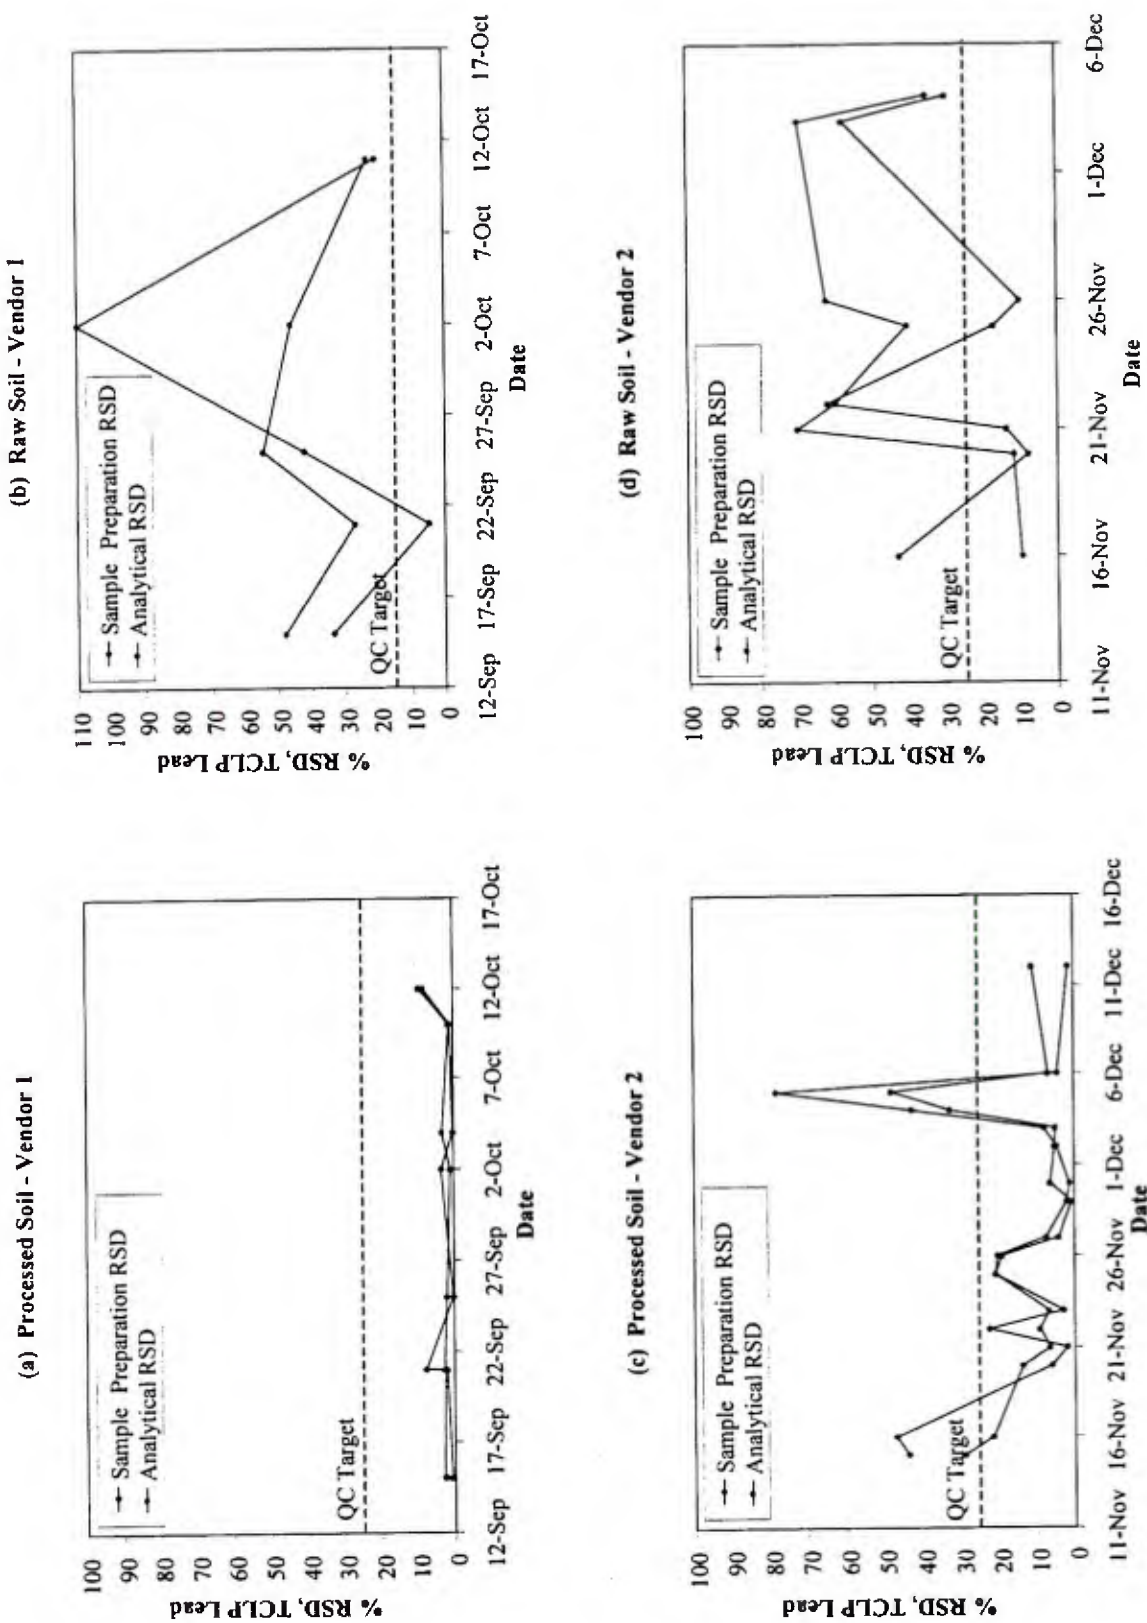 (a) Processed Soil - Vendor 1
% RSD, TCLP Lead
100
90
80
70
60
50
40
30
20
10
0
Sample Preparation RSD
Analytical RSD
QC Target
12-Sep 17-Sep 22-Sep 27-Sep 2-Oct 7-Oct 12-Oct 17-Oct
Date
(b) Raw Soil - Vendor 1
% RSD, TCLP Lead
110
100
90
80
70
60
50
40
30
20
10
0
Sample Preparation RSD
Analytical RSD
QC Target
12-Sep 17-Sep 22-Sep 27-Sep 2-Oct 7-Oct 12-Oct 17-Oct
Date
(c) Processed Soil - Vendor 2
% RSD, TCLP Lead
100
90
80
70
60
50
40
30
20
10
0
Sample Preparation RSD
Analytical RSD
QC Target
11-Nov 16-Nov 21-Nov 26-Nov 1-Dec 6-Dec 11-Dec 16-Dec
Date
(d) Raw Soil - Vendor 2
% RSD, TCLP Lead
100
90
80
70
60
50
40
30
20
10
0
Sample Preparation RSD
Analytical RSD
QC Target
11-Nov 16-Nov 21-Nov 26-Nov 1-Dec 6-Dec
Date